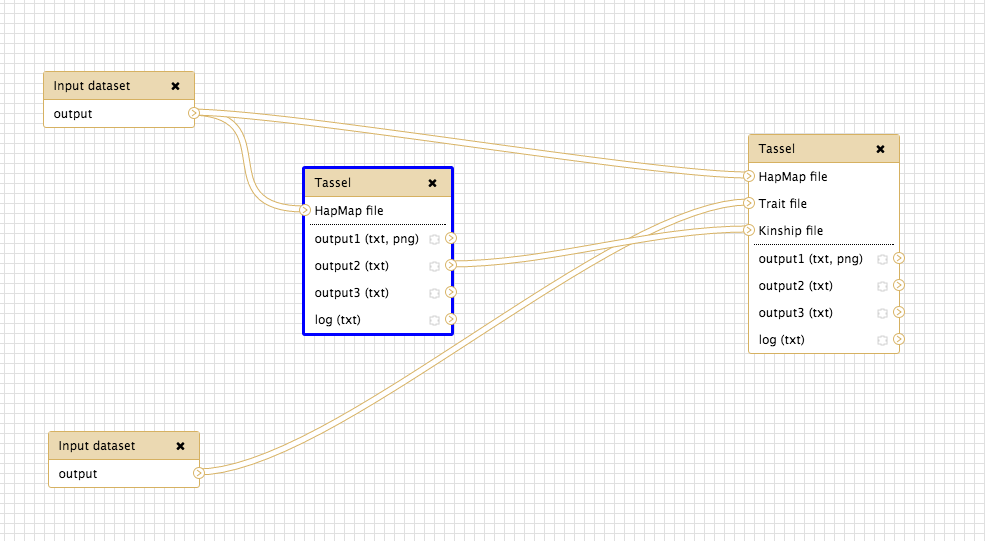 Input dataset ✖
output
Tassel ✖
HapMap file
output1 (txt, png)
output2 (txt)
output3 (txt)
log (txt)
Tassel ✖
HapMap file
Trait file
Kinship file
output1 (txt, png)
output2 (txt)
output3 (txt)
log (txt)
Input dataset ✖
output